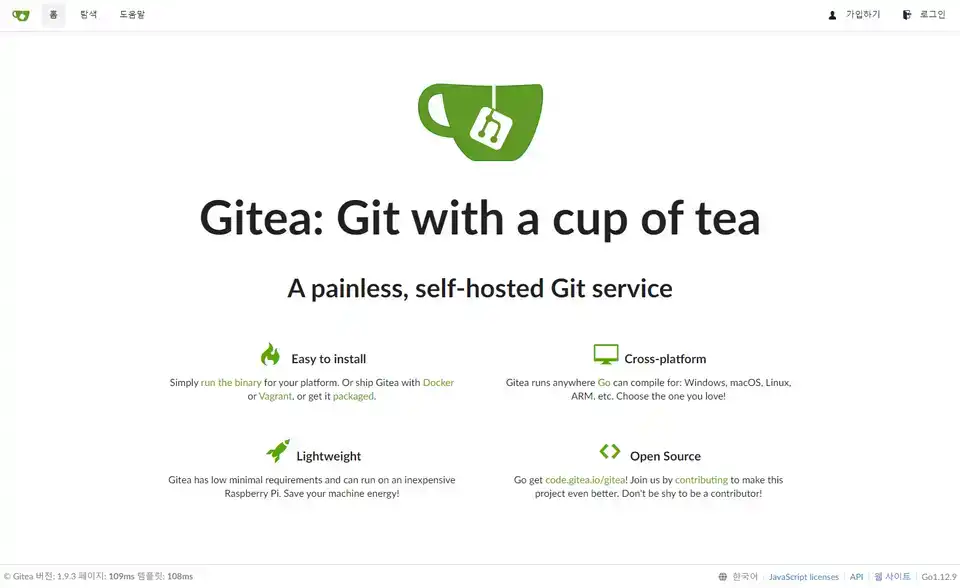 홈 탐색 도움말 가입하기 로그인
Gitea: Git with a cup of tea
A painless, self-hosted Git service
Easy to install
Simply run the binary for your platform. Or ship Gitea with Docker
or Vagrant, or get it packaged.
Cross-platform
Gitea runs anywhere Go can compile for: Windows, macOS, Linux,
ARM, etc. Choose the one you love!
Lightweight
Gitea has low minimal requirements and can run on an inexpensive
Raspberry Pi. Save your machine energy!
Open Source
Go get code.gitea.io/gitea! Join us by contributing to make this
project even better. Don't be shy to be a contributor!
© Gitea 버전: 1.9.3 페이지: 109ms 템플릿: 108ms 한국어 JavaScript licenses API 웹 사이트 Go1.12.9